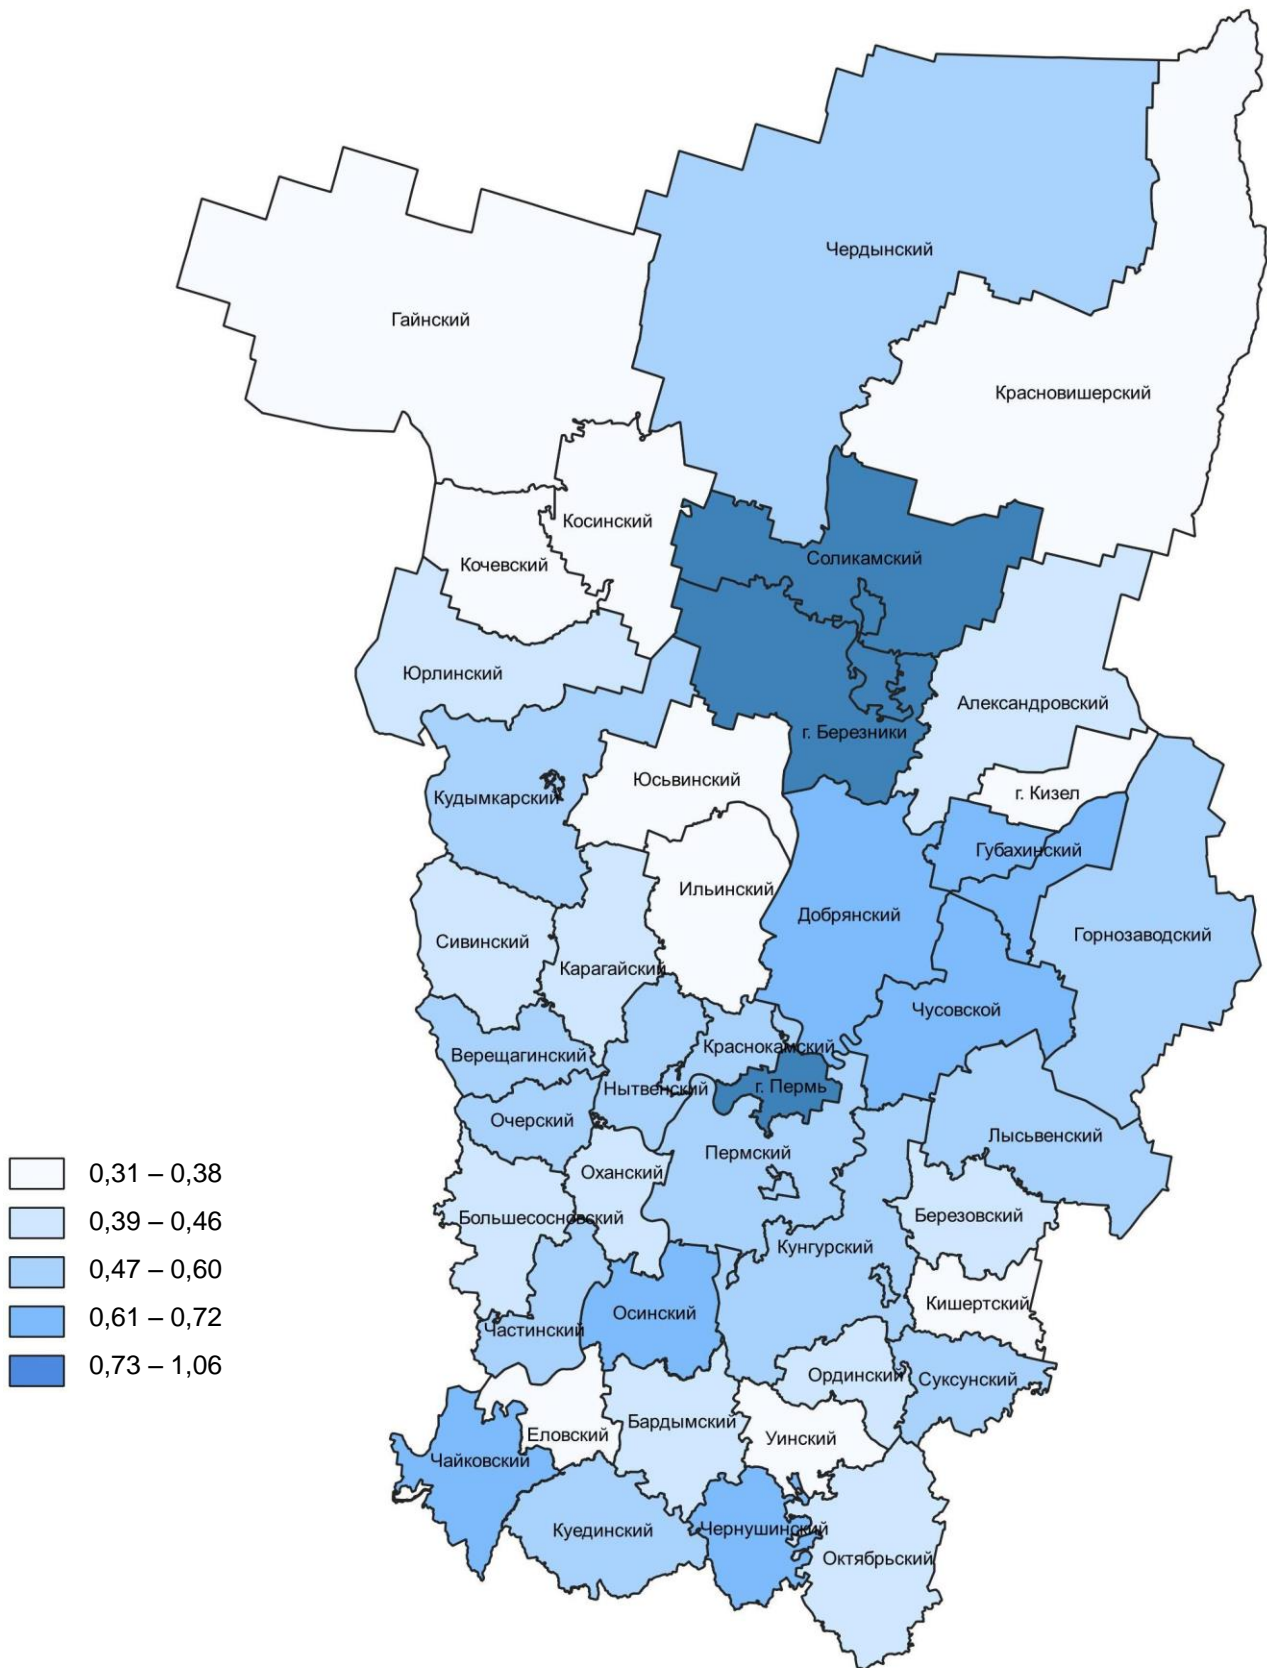 Чердынский
Гайнский
Красновишерский
Косинский
Соликамский
Кочевский
Юрлинский
Александровский
г. Березники
Юсьвинский
г. Кизел
Кудымкарский
Губахинский
Ильинский
Добрянский
Горнозаводский
Сивинский
Карагайский
Чусовской
Краснокамский
Верещагинский
г. Пермь
Нытвенский
Очерский
Лысьвенский
Пермский
Оханский
Большесосновский
Березовский
Кунгурский
Кишертский
Осинский
Частинский
Ординский
Суксунский
Бардымский
Еловский
Уинский
Чайковский
Куединский
Чернушинский
Октябрьский
0,31 – 0,38
0,39 – 0,46
0,47 – 0,60
0,61 – 0,72
0,73 – 1,06